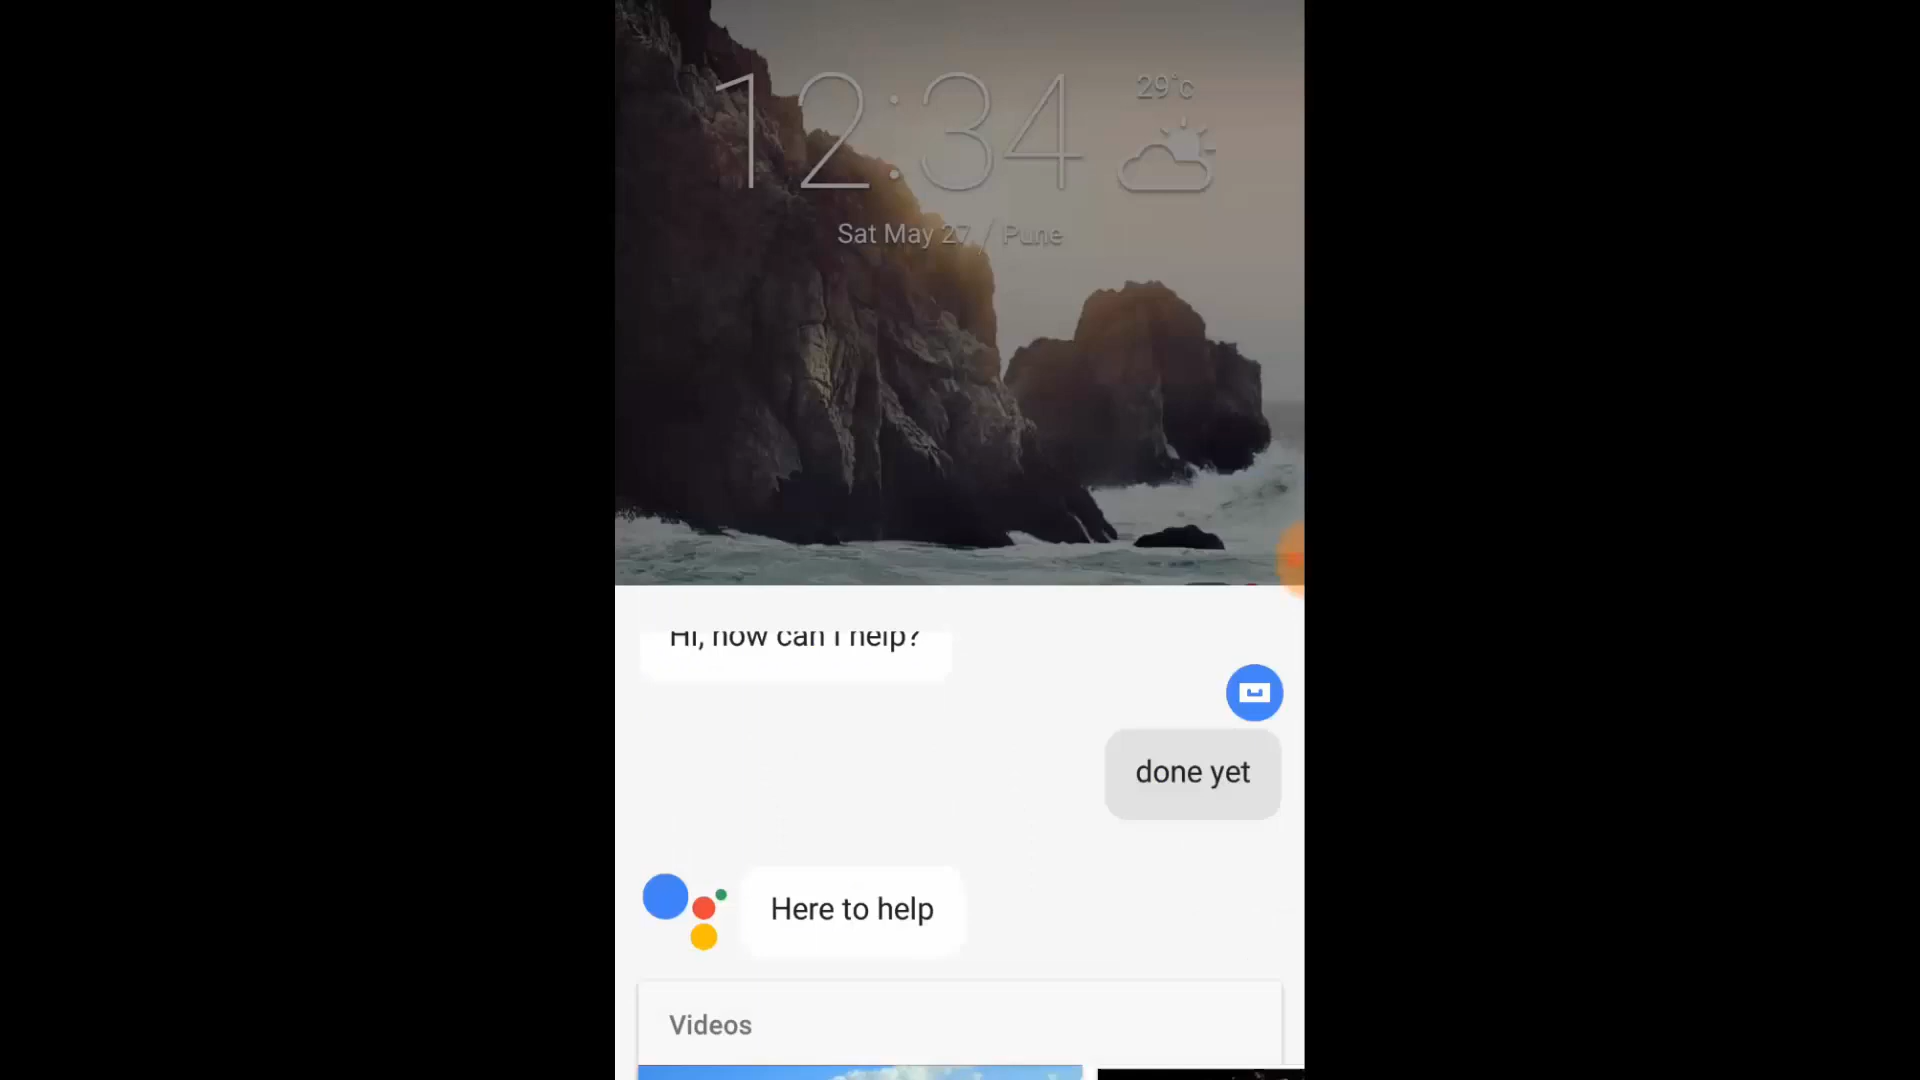 12:34
29°c
Sat May 27 / Pune
Hi, how can I help?
done yet
Here to help
Videos